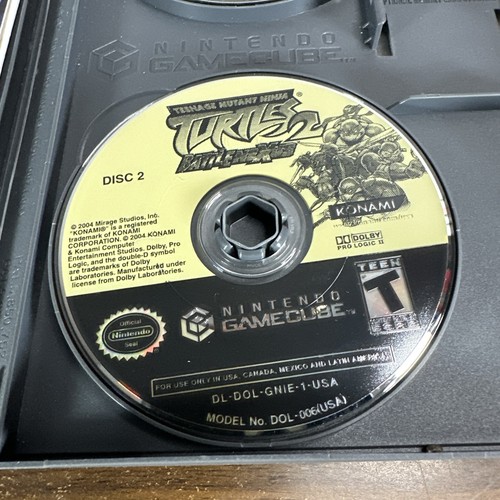 NINTENDO
GAMECUBE™
TEENAGE MUTANT NINJA
TURTLES 2
BATTLE NEXUS
DISC 2
KONAMI
DOLBY
PRO LOGIC II
© 2004 Mirage Studios, Inc.
"KONAMI®" is a registered
trademark of KONAMI
CORPORATION. © 2004 KONAMI
& Konami Computer
Entertainment Studios. Dolby, Pro
Logic, and the double-D symbol
are trademarks of Dolby
Laboratories. Manufactured under
license from Dolby Laboratories.
TEEN
T
Official
Nintendo
Seal
NINTENDO
GAMECUBE™
FOR USE ONLY IN USA, CANADA, MEXICO AND LATIN AMERICA
DL-DOL-GNIE-1-USA
MODEL No. DOL-006(USA)